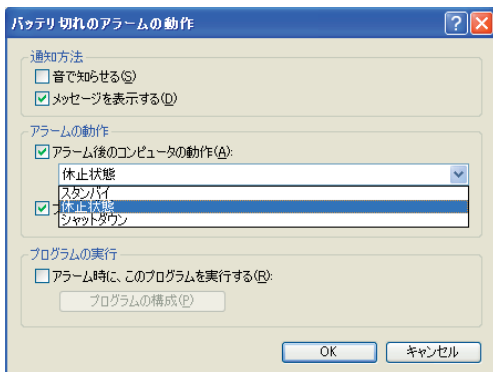 バッテリ切れのアラームの動作
通知方法
音で知らせる(S)
メッセージを表示する(D)
アラームの動作
アラーム後のコンピュータの動作(A):
休止状態
スタンバイ
休止状態
シャットダウン
プログラムの実行
アラーム時に、このプログラムを実行する(R):
プログラムの構成(P)
OK キャンセル